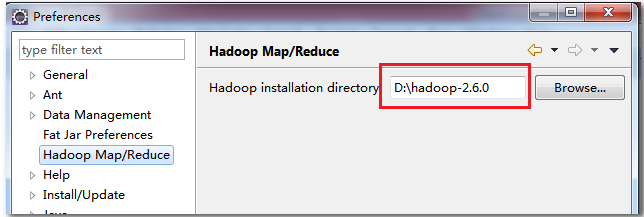 Preferences
type filter text
General
Ant
Data Management
Fat Jar Preferences
Hadoop Map/Reduce
Help
Install/Update
Java
Hadoop Map/Reduce
Hadoop installation directory
D:\hadoop-2.6.0
Browse...